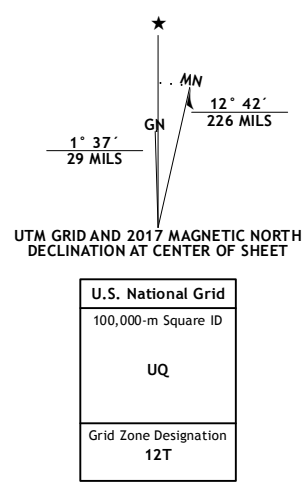 ★
MN
12° 42´
226 MILS
GN
1° 37´
29 MILS
UTM GRID AND 2017 MAGNETIC NORTH
DECLINATION AT CENTER OF SHEET
U.S. National Grid
100,000-m Square ID
UQ
Grid Zone Designation
12T